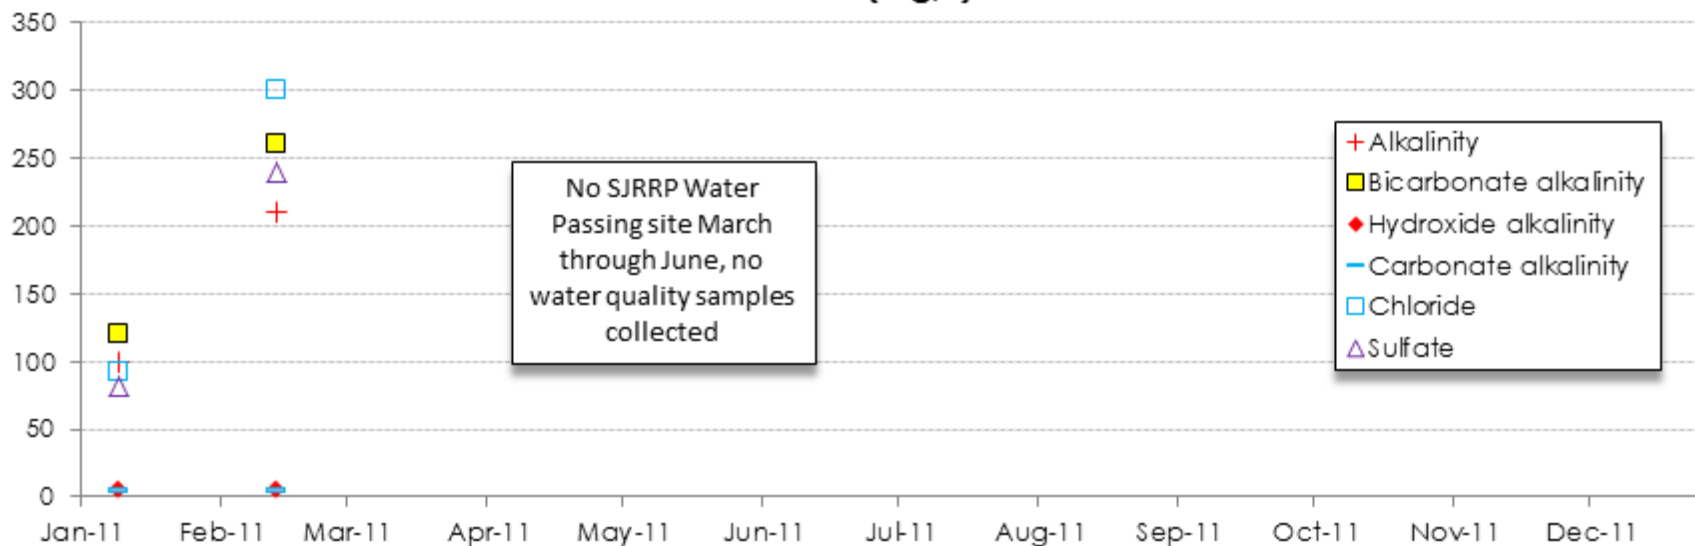 350
300
250
200
150
100
50
0
Jan-11 Feb-11 Mar-11 Apr-11 May-11 Jun-11 Jul-11 Aug-11 Sep-11 Oct-11 Nov-11 Dec-11
No SJRRP Water
Passing site March
through June, no
water quality samples
collected
Alkalinity
Bicarbonate alkalinity
Hydroxide alkalinity
Carbonate alkalinity
Chloride
Sulfate